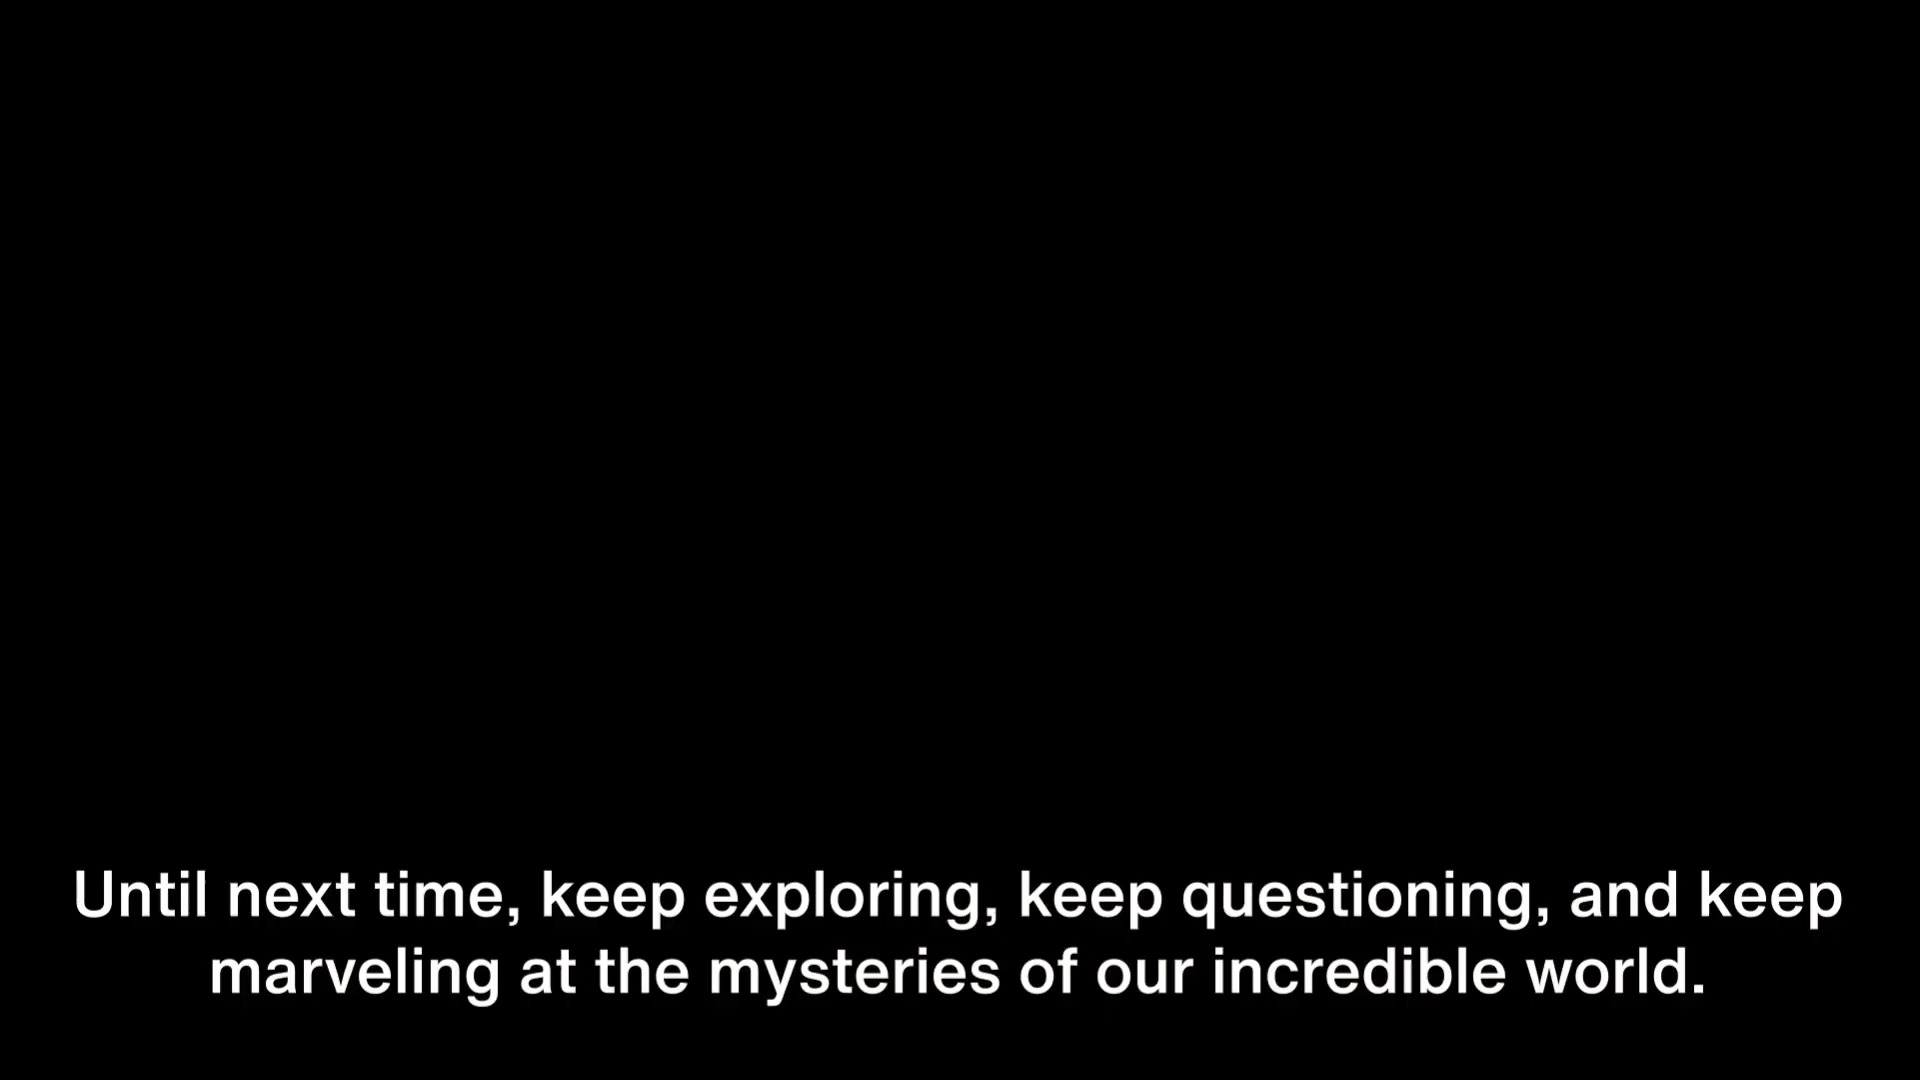 Until next time, keep exploring, keep questioning, and keep
marveling at the mysteries of our incredible world.